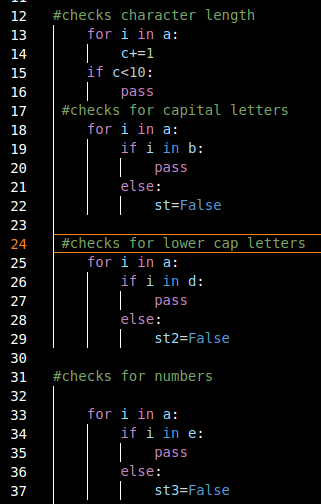 12 #checks character length
13 for i in a:
14 c+=1
15 if c<10:
16 pass
17 #checks for capital letters
18 for i in a:
19 if i in b:
20 pass
21 else:
22 st=False
23
24 #checks for lower cap letters
25 for i in a:
26 if i in d:
27 pass
28 else:
29 st2=False
30
31 #checks for numbers
32
33 for i in a:
34 if i in e:
35 pass
36 else:
37 st3=False